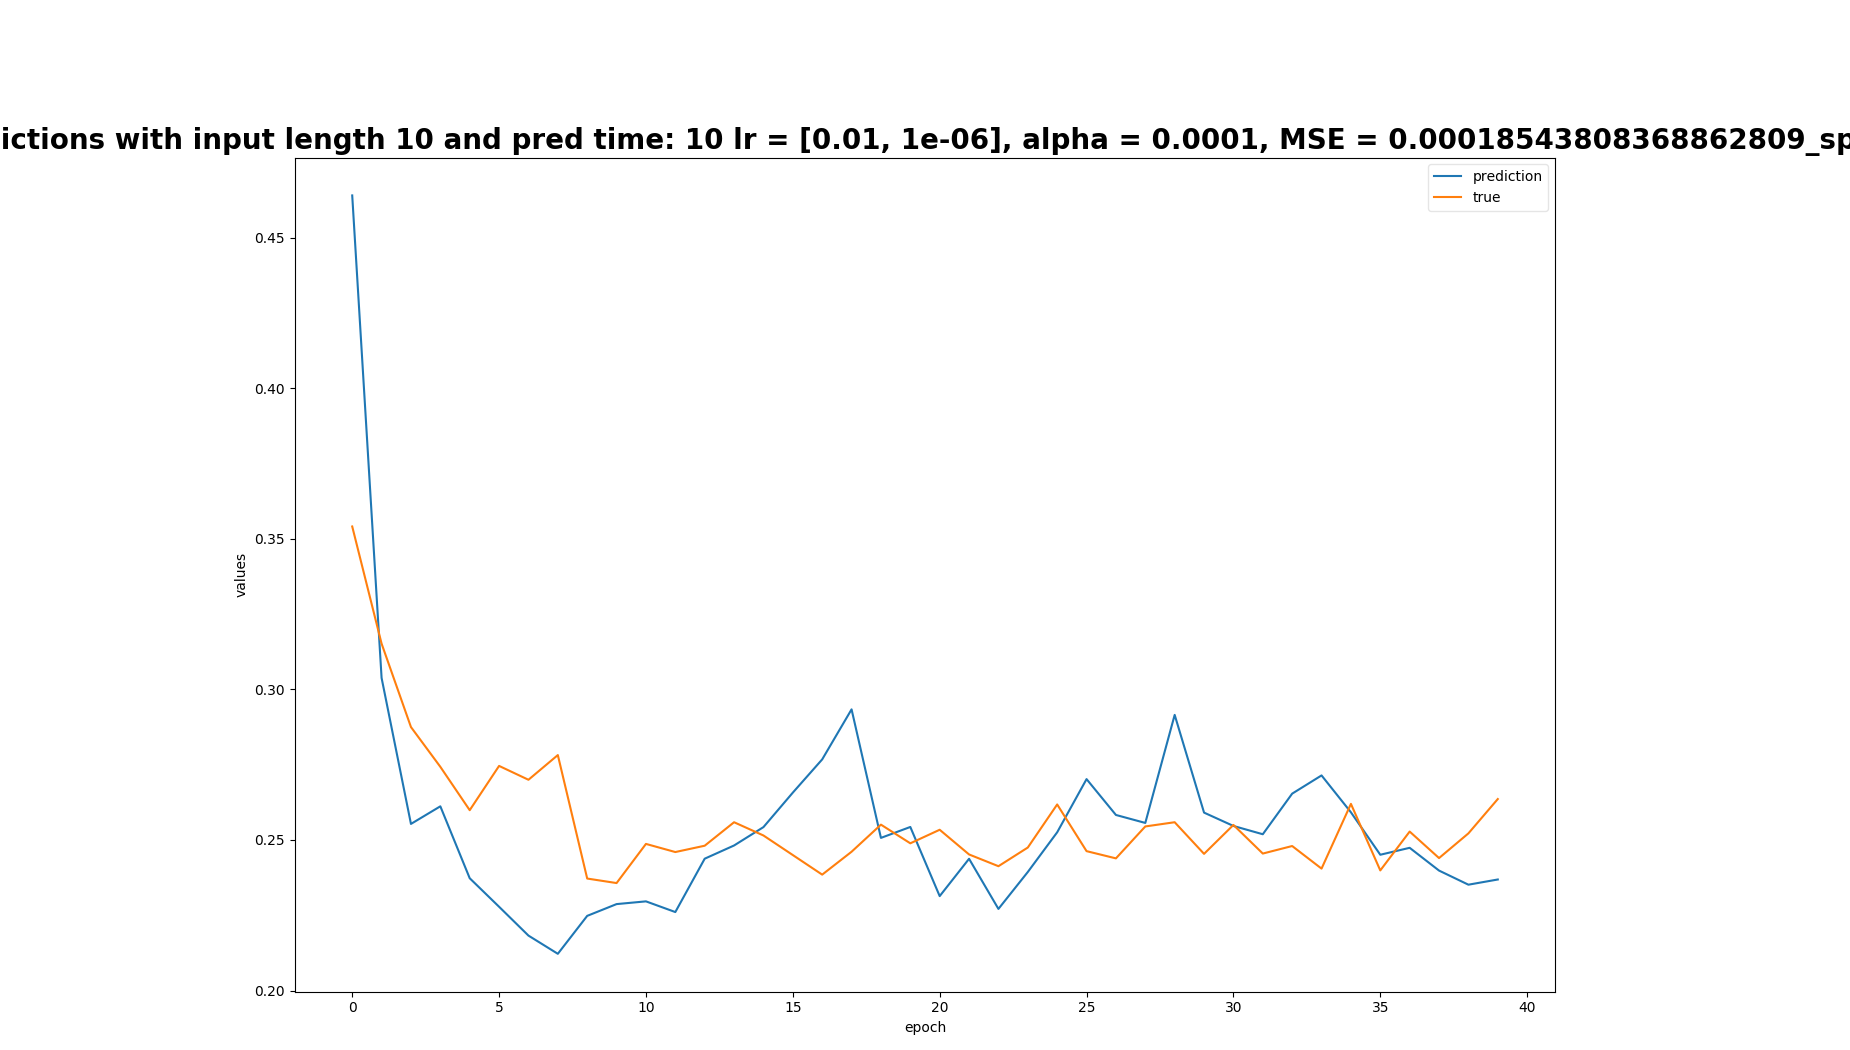 ictions with input length 10 and pred time: 10 lr = [0.01, 1e-06], alpha = 0.0001, MSE = 0.00018543808368862809_sp
prediction
true
0.45
0.40
0.35
0.30
0.25
0.20
values
0 5 10 15 20 25 30 35 40
epoch